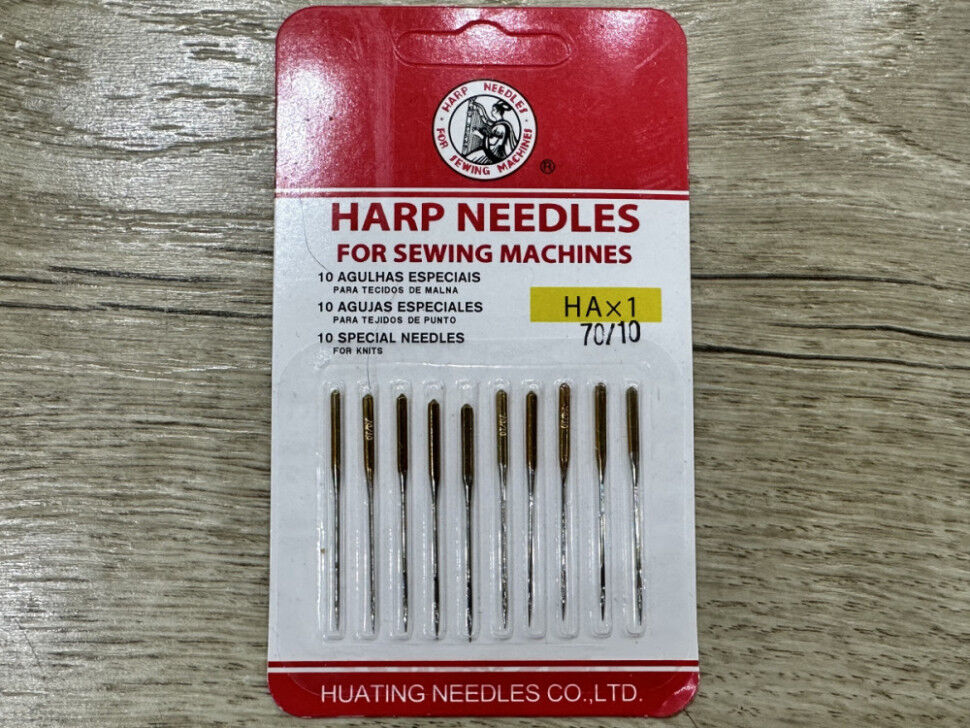 HARP NEEDLES
FOR SEWING MACHINES
®
HARP NEEDLES
FOR SEWING MACHINES
10 AGULHAS ESPECIAIS
PARA TECIDOS DE MALNA
10 AGUJAS ESPECIALES
PARA TEJIDOS DE PUNTO
10 SPECIAL NEEDLES
FOR KNITS
HA×1
70/10
HUATING NEEDLES CO.,LTD.